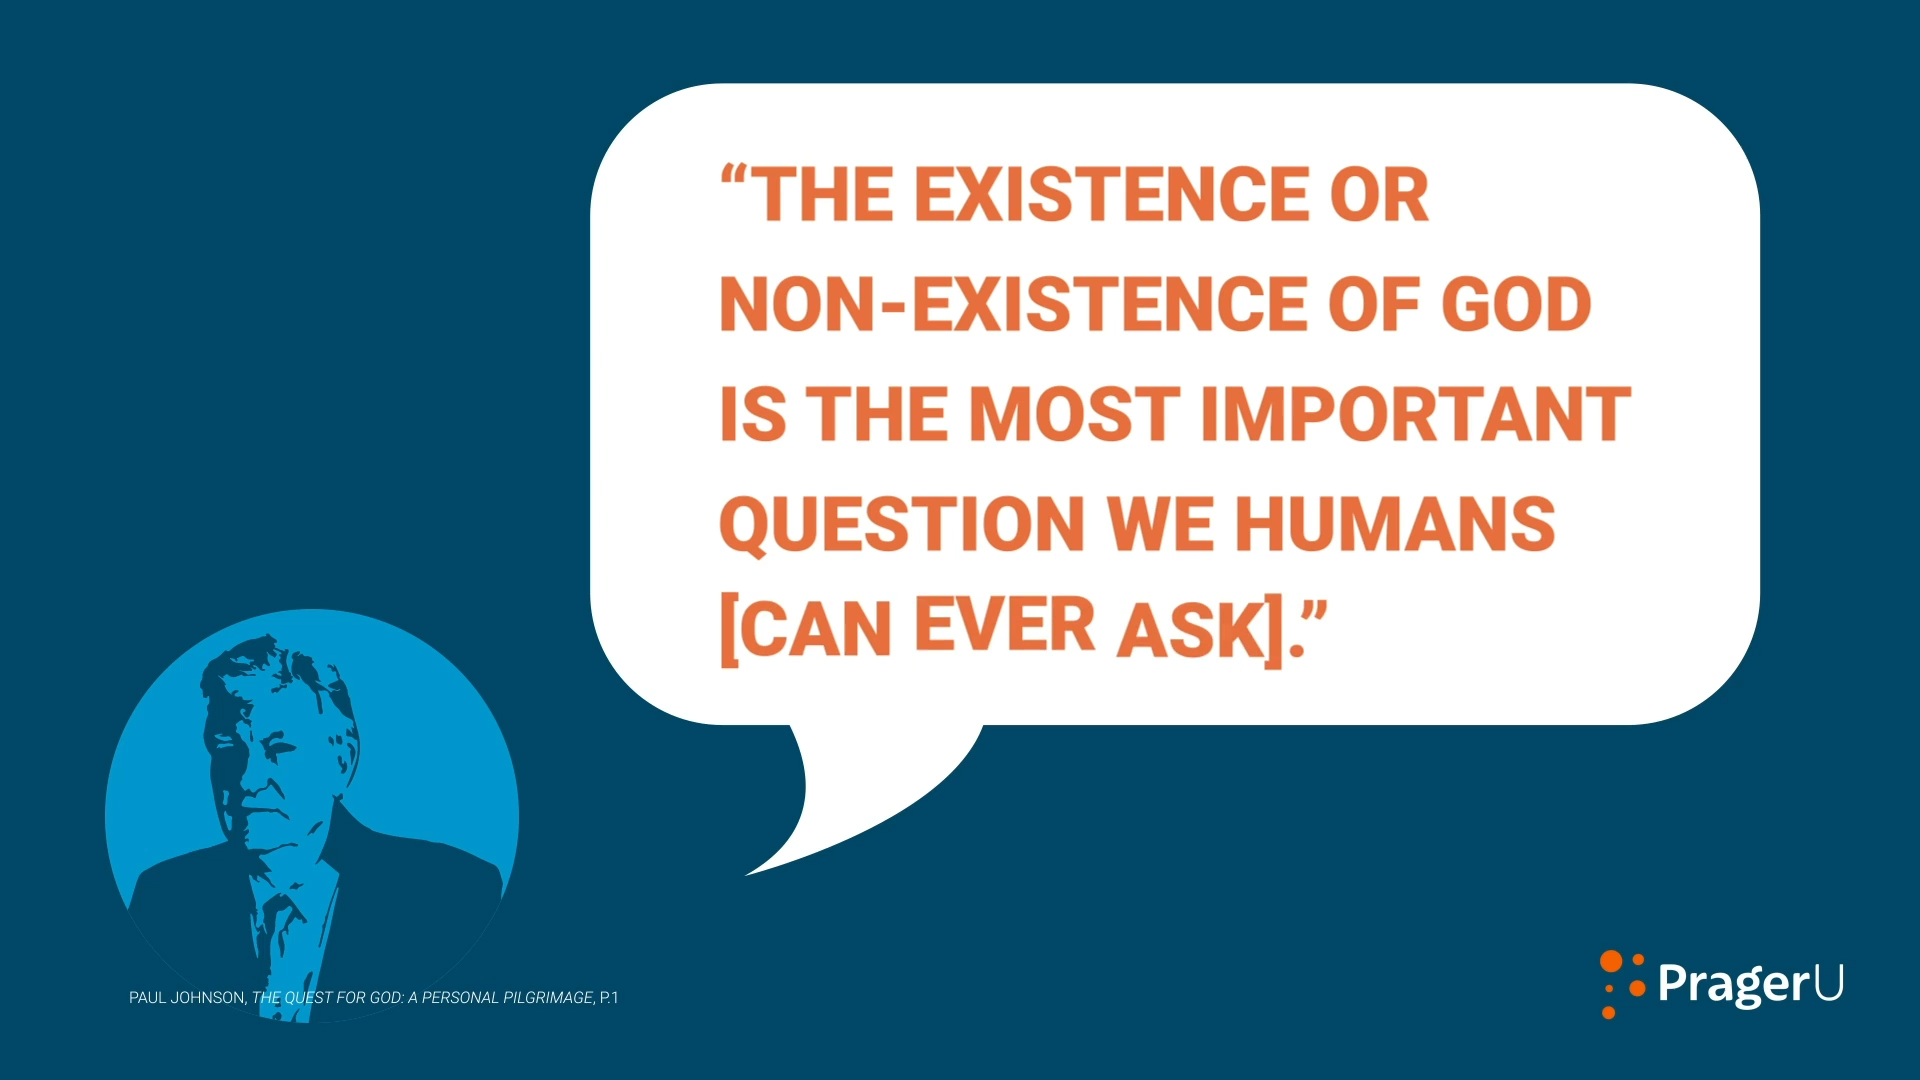 “THE EXISTENCE OR
NON-EXISTENCE OF GOD
IS THE MOST IMPORTANT
QUESTION WE HUMANS
[CAN EVER ASK].”
PAUL JOHNSON, THE QUEST FOR GOD: A PERSONAL PILGRIMAGE, P.1
PragerU